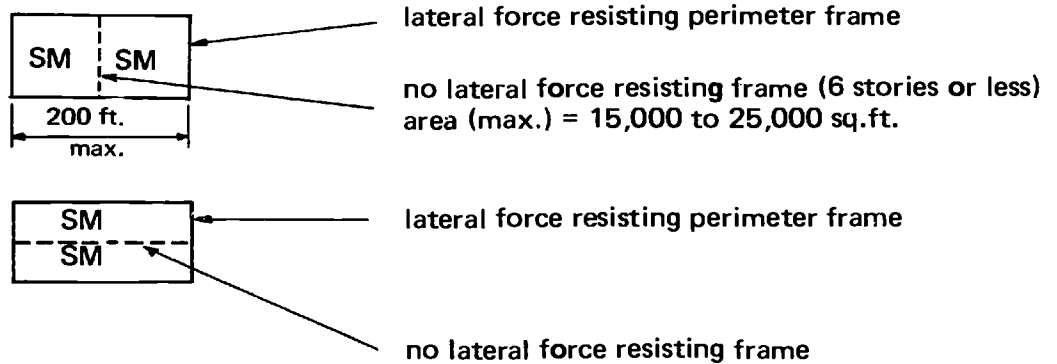 lateral force resisting perimeter frame
SM SM
no lateral force resisting frame (6 stories or less)
area (max.) = 15,000 to 25,000 sq.ft.
200 ft.
max.
SM
lateral force resisting perimeter frame
SM
no lateral force resisting frame